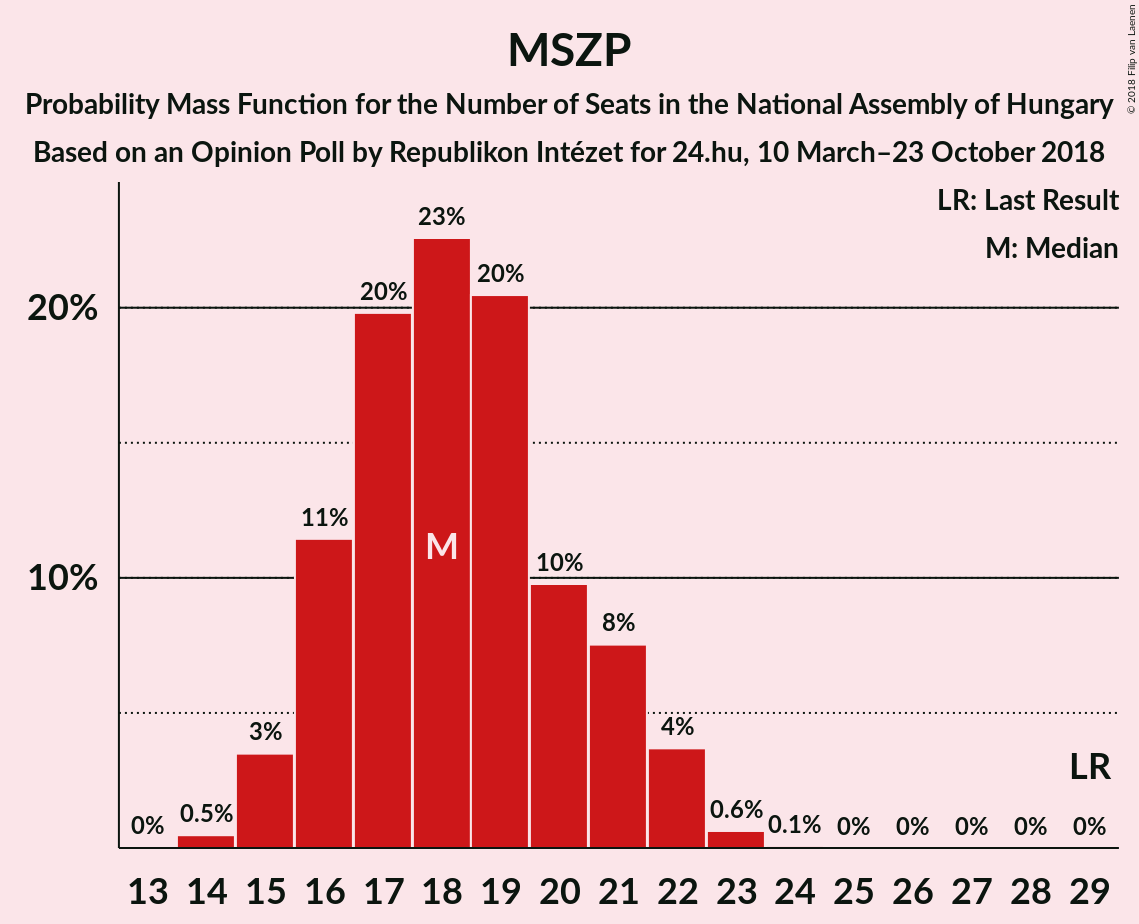 MSZP
Probability Mass Function for the Number of Seats in the National Assembly of Hungary
Based on an Opinion Poll by Republikon Intézet for 24.hu, 10 March–23 October 2018
© 2018 Filip van Laenen
LR: Last Result
M: Median
20%
10%
0% 0.5% 3% 11% 20% 23% 20% 10% 8% 4% 0.6% 0.1% 0% 0% 0% 0% 0%
M
LR
13 14 15 16 17 18 19 20 21 22 23 24 25 26 27 28 29